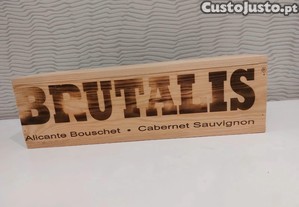 CustoJusto.pt
BRUTALIS
Alicante Bouschet • Cabernet Sauvignon